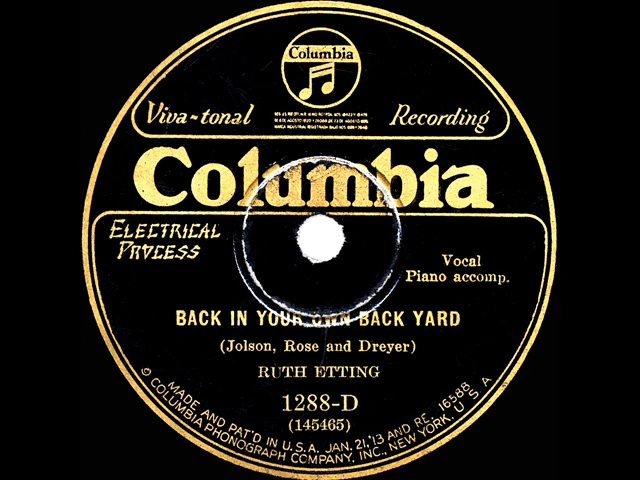 Columbia
Viva-tonal Recording
Columbia
ELECTRICAL
PROCESS
Vocal
Piano accomp.
BACK IN YOUR OWN BACK YARD
(Jolson, Rose and Dreyer)
RUTH ETTING
1288-D
(145465)
MADE AND PAT'D IN U.S.A. JAN. 21, '13 AND RE. 16588
© COLUMBIA PHONOGRAPH COMPANY, INC., NEW YORK, U.S.A